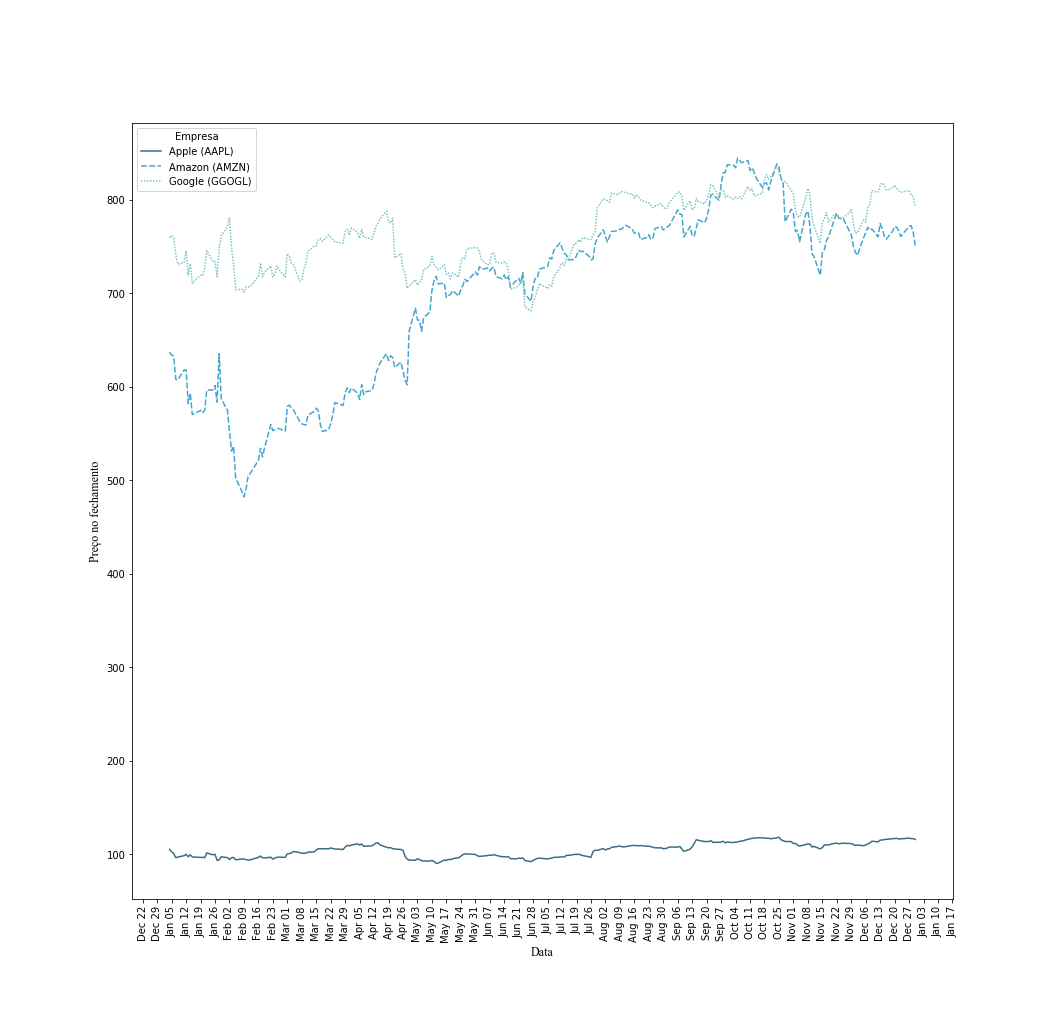 Empresa
Apple (AAPL)
Amazon (AMZN)
Google (GGOGL)
800
700
600
500
400
300
200
100
Preço no fechamento
Dec 22
Dec 29
Jan 05
Jan 12
Jan 19
Jan 26
Feb 02
Feb 09
Feb 16
Feb 23
Mar 01
Mar 08
Mar 15
Mar 22
Mar 29
Apr 05
Apr 12
Apr 19
Apr 26
May 03
May 10
May 17
May 24
May 31
Jun 07
Jun 14
Jun 21
Jun 28
Jul 05
Jul 12
Jul 19
Jul 26
Aug 02
Aug 09
Aug 16
Aug 23
Aug 30
Sep 06
Sep 13
Sep 20
Sep 27
Oct 04
Oct 11
Oct 18
Oct 25
Nov 01
Nov 08
Nov 15
Nov 22
Nov 29
Dec 06
Dec 13
Dec 20
Dec 27
Jan 03
Jan 10
Jan 17
Data